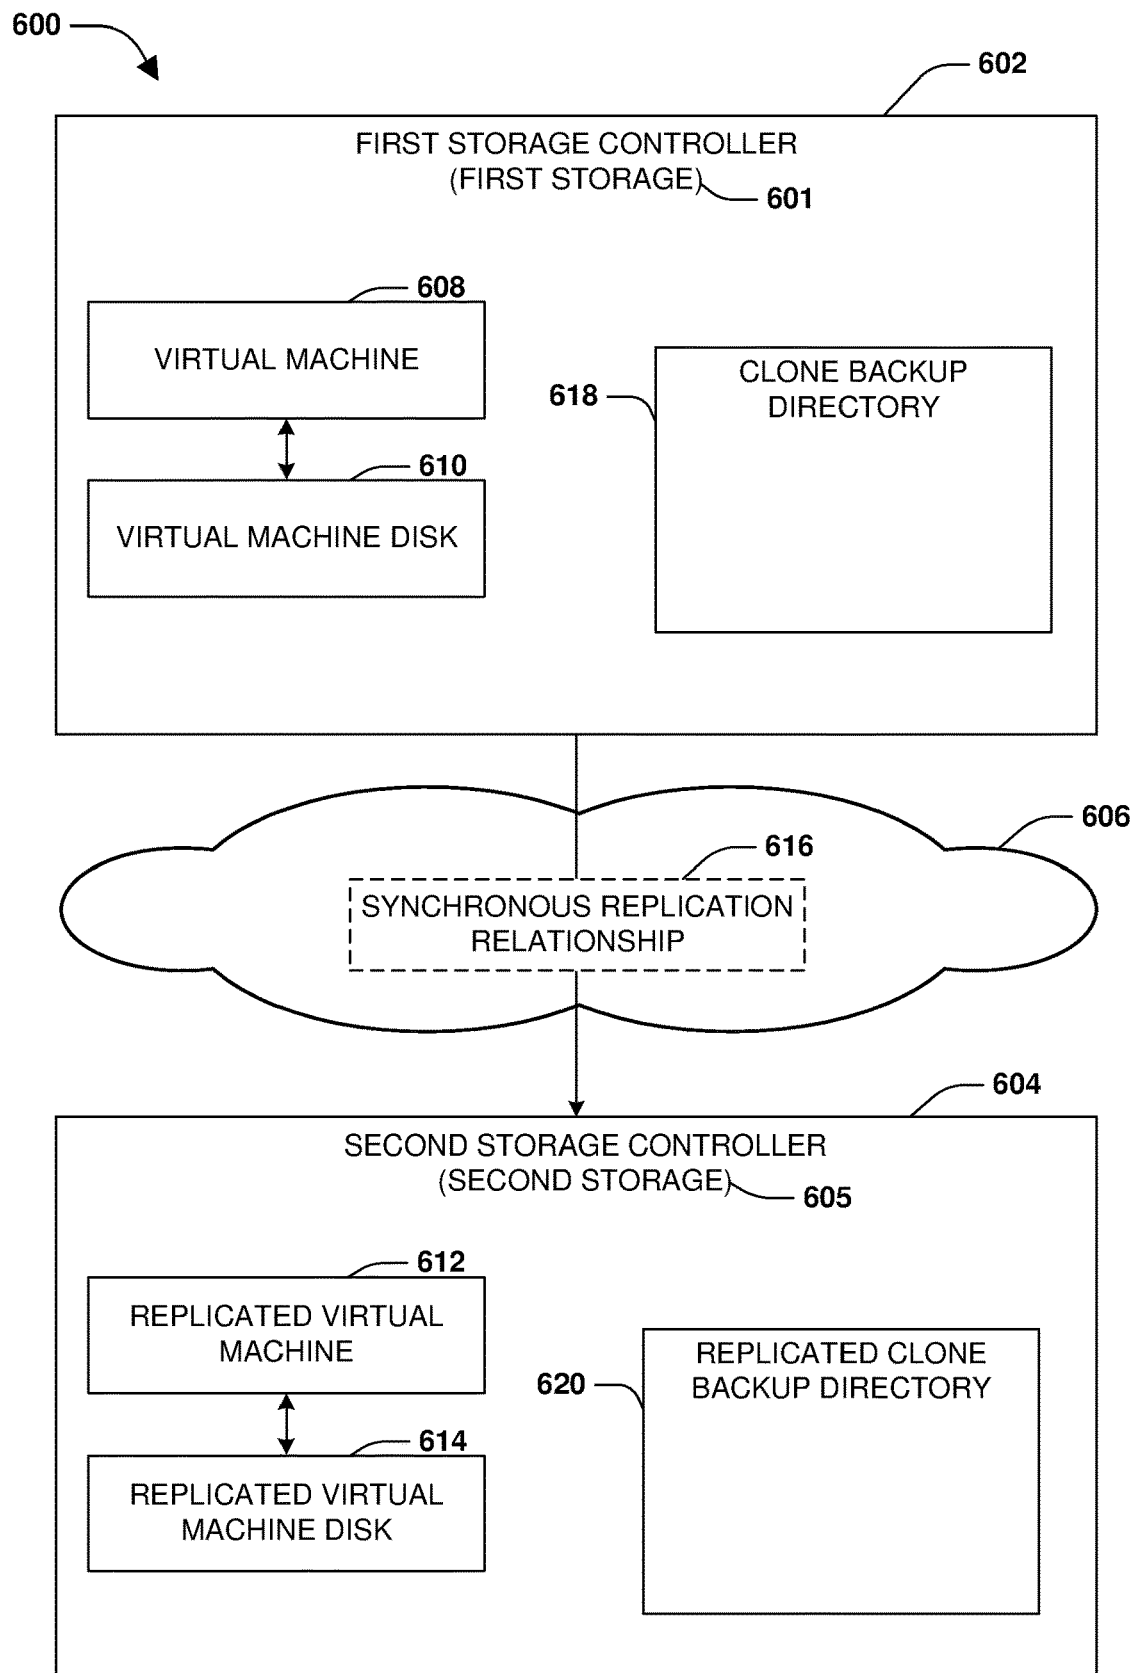 600
602
FIRST STORAGE CONTROLLER
(FIRST STORAGE)
601
608
VIRTUAL MACHINE
610
VIRTUAL MACHINE DISK
618
CLONE BACKUP
DIRECTORY
606
616
SYNCHRONOUS REPLICATION
RELATIONSHIP
604
SECOND STORAGE CONTROLLER
(SECOND STORAGE)
605
612
REPLICATED VIRTUAL
MACHINE
614
REPLICATED VIRTUAL
MACHINE DISK
620
REPLICATED CLONE
BACKUP DIRECTORY